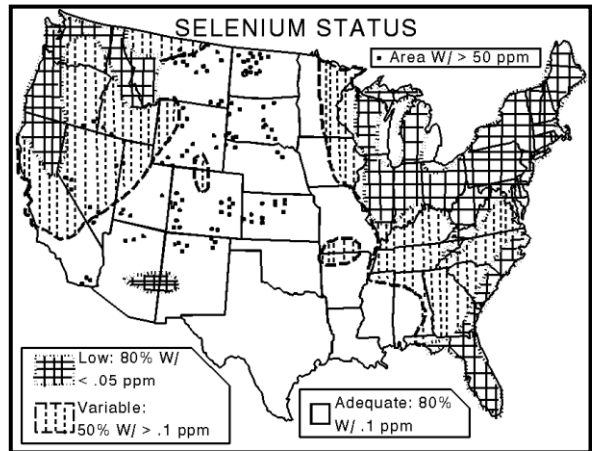 SELENIUM STATUS
Area W/ > 50 ppm
Low: 80% W/
< .05 ppm
Variable:
50% W/ > .1 ppm
Adequate: 80%
W/ .1 ppm